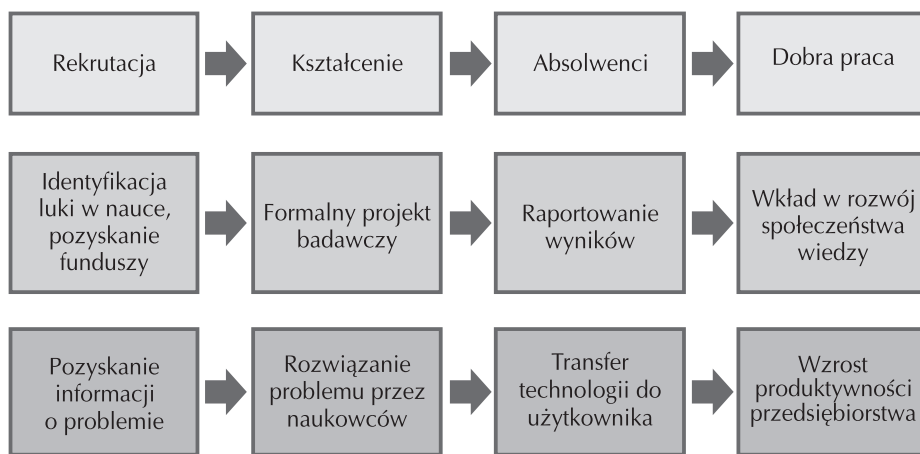 Rekrutacja
Kształcenie
Absolwenci
Dobra praca
Identyfikacja
luki w nauce,
pozyskanie
funduszy
Formalny projekt
badawczy
Raportowanie
wyników
Wkład w rozwój
społeczeństwa
wiedzy
Pozyskanie
informacji
o problemie
Rozwiązanie
problemu przez
naukowców
Transfer
technologii do
użytkownika
Wzrost
produktywności
przedsiębiorstwa